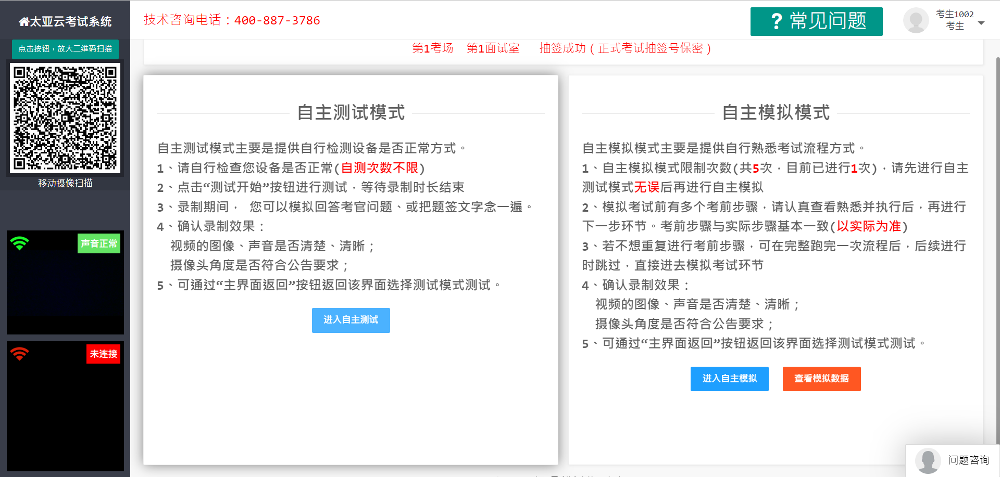 太亚云考试系统
点击按钮，放大二维码扫描
移动摄像扫描
声音正常
未连接
技术咨询电话：400-887-3786
? 常见问题
考生1002
考生
第1考场 第1面试室 抽签成功（正式考试抽签号保密）
自主测试模式
自主测试模式主要是提供自行检测设备是否正常方式。
1、请自行检查您设备是否正常(自测次数不限)
2、点击“测试开始”按钮进行测试，等待录制时长结束
3、录制期间， 您可以模拟回答考官问题、或把题签文字念一遍。
4、确认录制效果：
视频的图像、声音是否清楚、清晰；
摄像头角度是否符合公告要求；
5、可通过“主界面返回”按钮返回该界面选择测试模式测试。
进入自主测试
自主模拟模式
自主模拟模式主要是提供自行熟悉考试流程方式。
1、自主模拟模式限制次数(共5次，目前已进行1次)，请先进行自主
测试模式无误后再进行自主模拟
2、模拟考试前有多个考前步骤，请认真查看熟悉并执行后，再进行
下一步环节。考前步骤与实际步骤基本一致(以实际为准)
3、若不想重复进行考前步骤，可在完整跑完一次流程后，后续进行
时跳过，直接进去模拟考试环节
4、确认录制效果：
视频的图像、声音是否清楚、清晰；
摄像头角度是否符合公告要求；
5、可通过“主界面返回”按钮返回该界面选择测试模式测试。
进入自主模拟
查看模拟数据
问题咨询